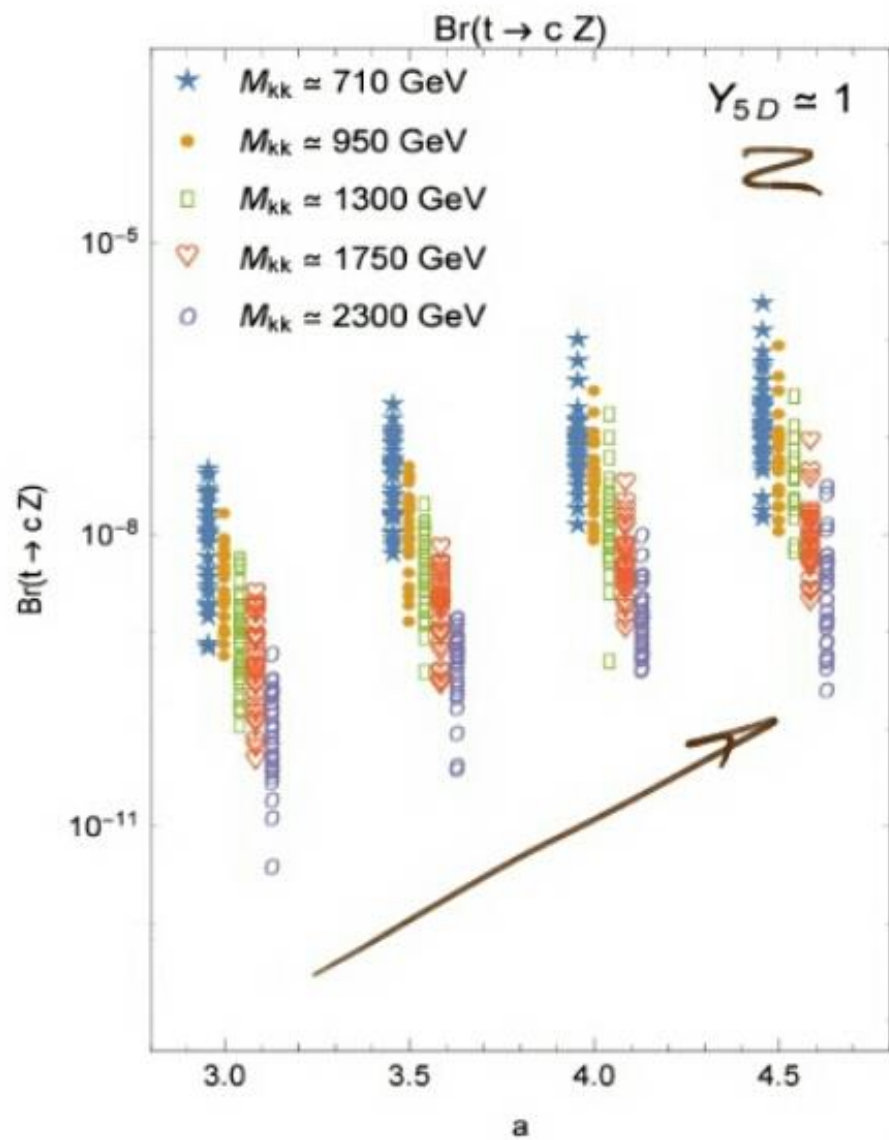 Br(t → c Z)
M_kk ≃ 710 GeV
Y_5D ≃ 1
M_kk ≃ 950 GeV
M_kk ≃ 1300 GeV
M_kk ≃ 1750 GeV
M_kk ≃ 2300 GeV
10⁻⁵
10⁻⁸
10⁻¹¹
Br(t → c Z)
3.0 3.5 4.0 4.5
a